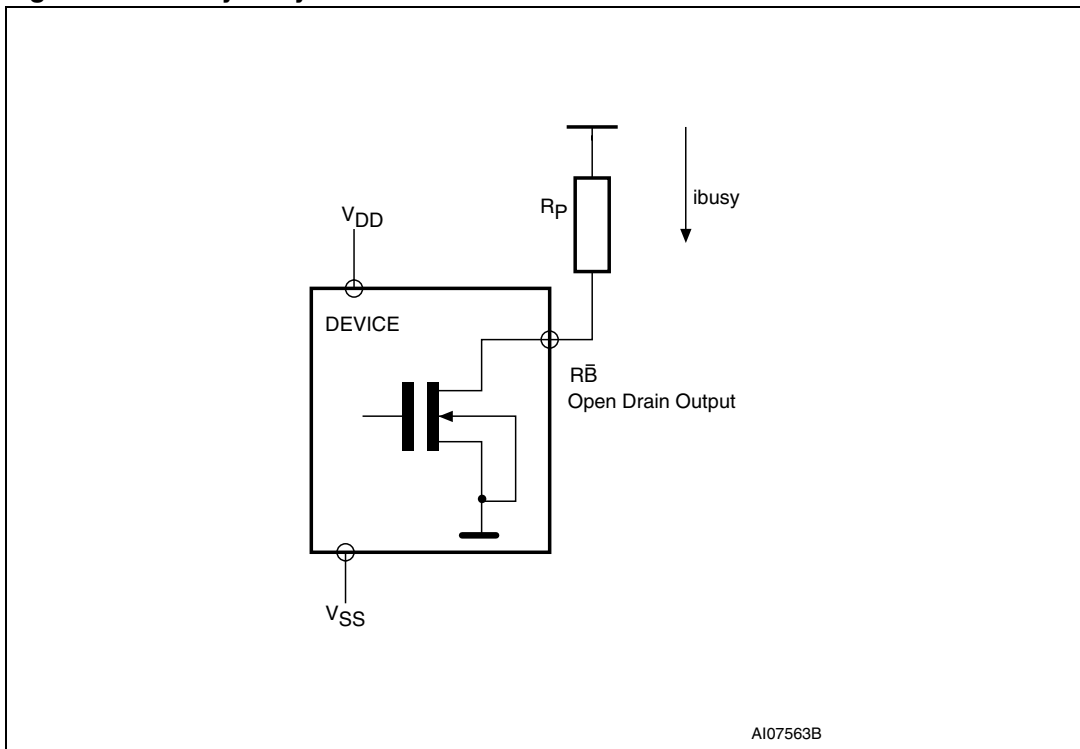 RP
ibusy
VDD
DEVICE
RB̄
Open Drain Output
VSS
AI07563B